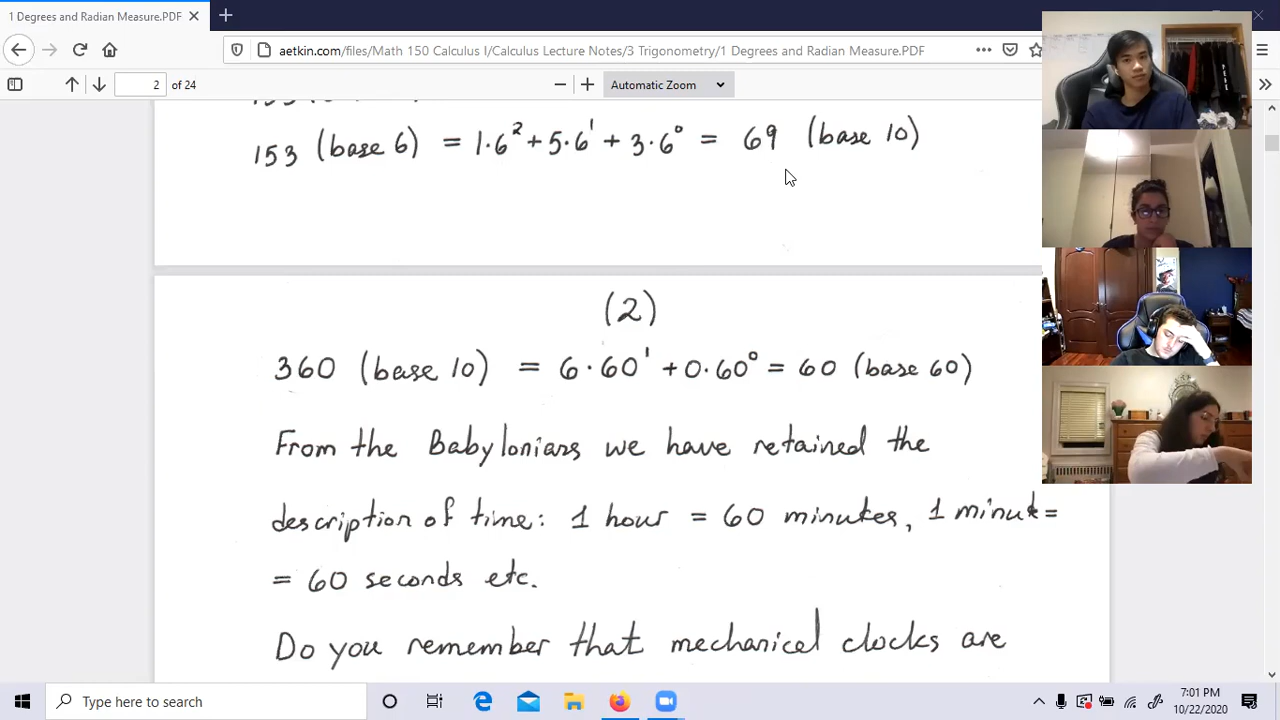 1 Degrees and Radian Measure.PDF
aetkin.com/files/Math 150 Calculus - Calculus Lecture Notes/3 Trigonometry/1 Degrees and Radian Measure.PDF
2 of 24
Automatic Zoom
153 (base 6) = 1·6² + 5·6¹ + 3·6⁰ = 69 (base 10)
(2)
360 (base 10) = 6·60¹ + 0·60⁰ = 60 (base 60)
From the Babylonians we have retained the
description of time: 1 hour = 60 minutes, 1 minute =
= 60 seconds etc.
Do you remember that mechanical clocks are
Type here to search
7:01 PM
10/22/2020